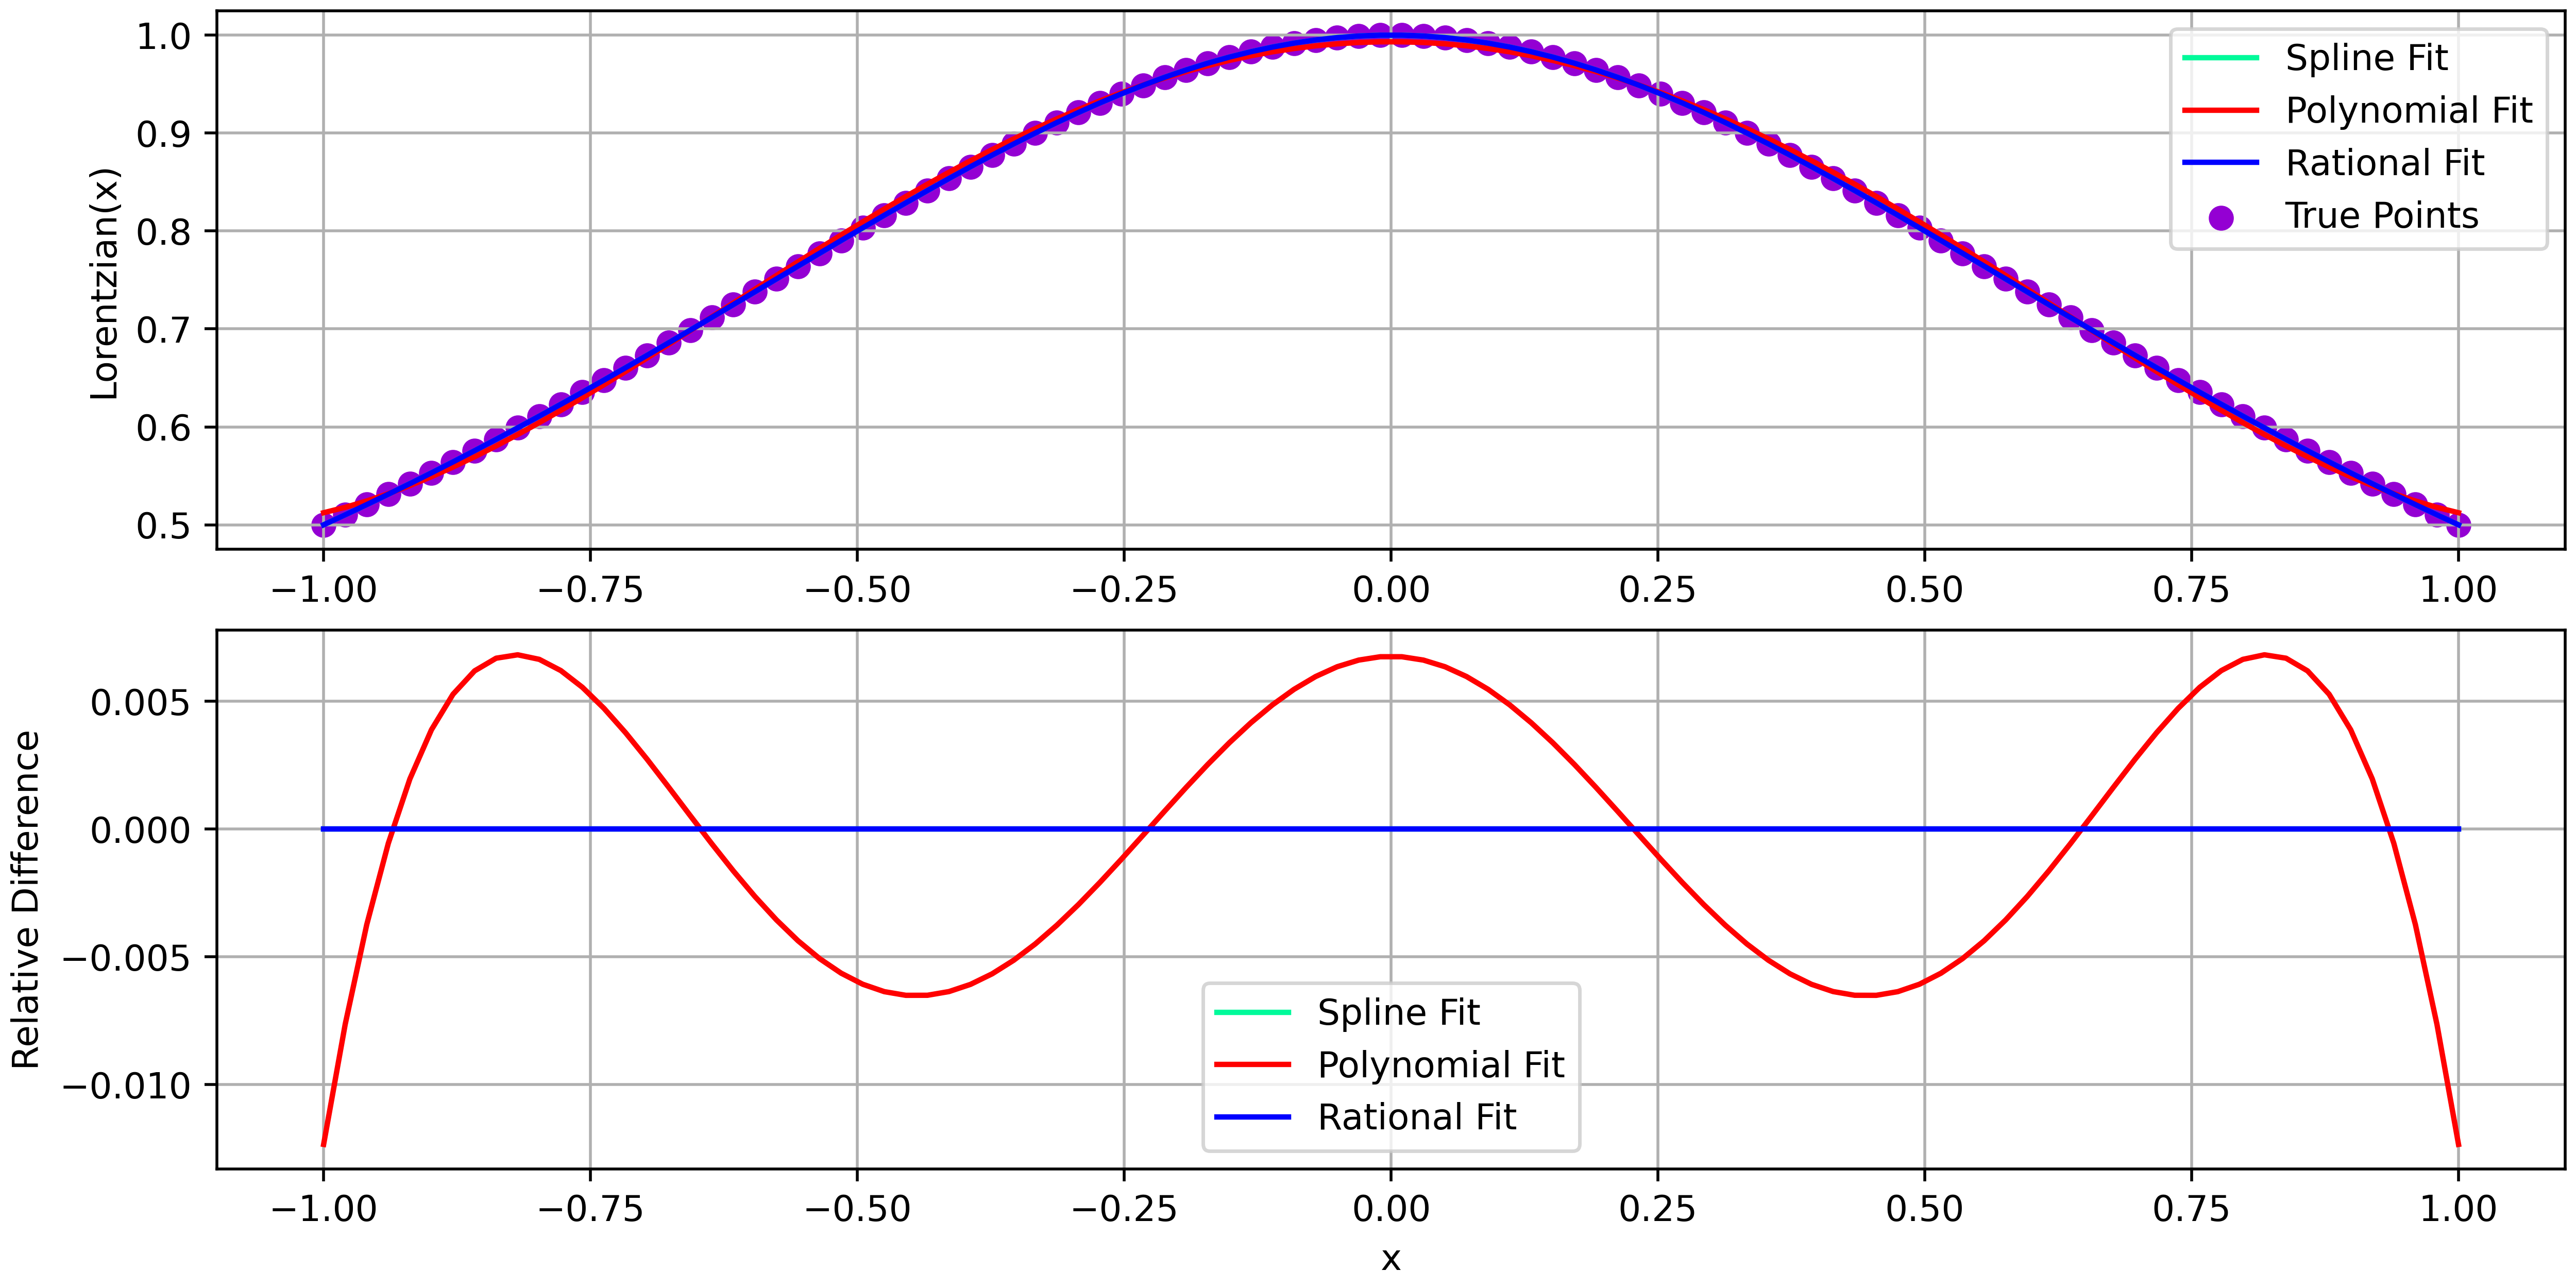 Lorentzian(x)
1.0
0.9
0.8
0.7
0.6
0.5
Spline Fit
Polynomial Fit
Rational Fit
True Points
−1.00 −0.75 −0.50 −0.25 0.00 0.25 0.50 0.75 1.00
Relative Difference
0.005
0.000
−0.005
−0.010
Spline Fit
Polynomial Fit
Rational Fit
−1.00 −0.75 −0.50 −0.25 0.00 0.25 0.50 0.75 1.00
x